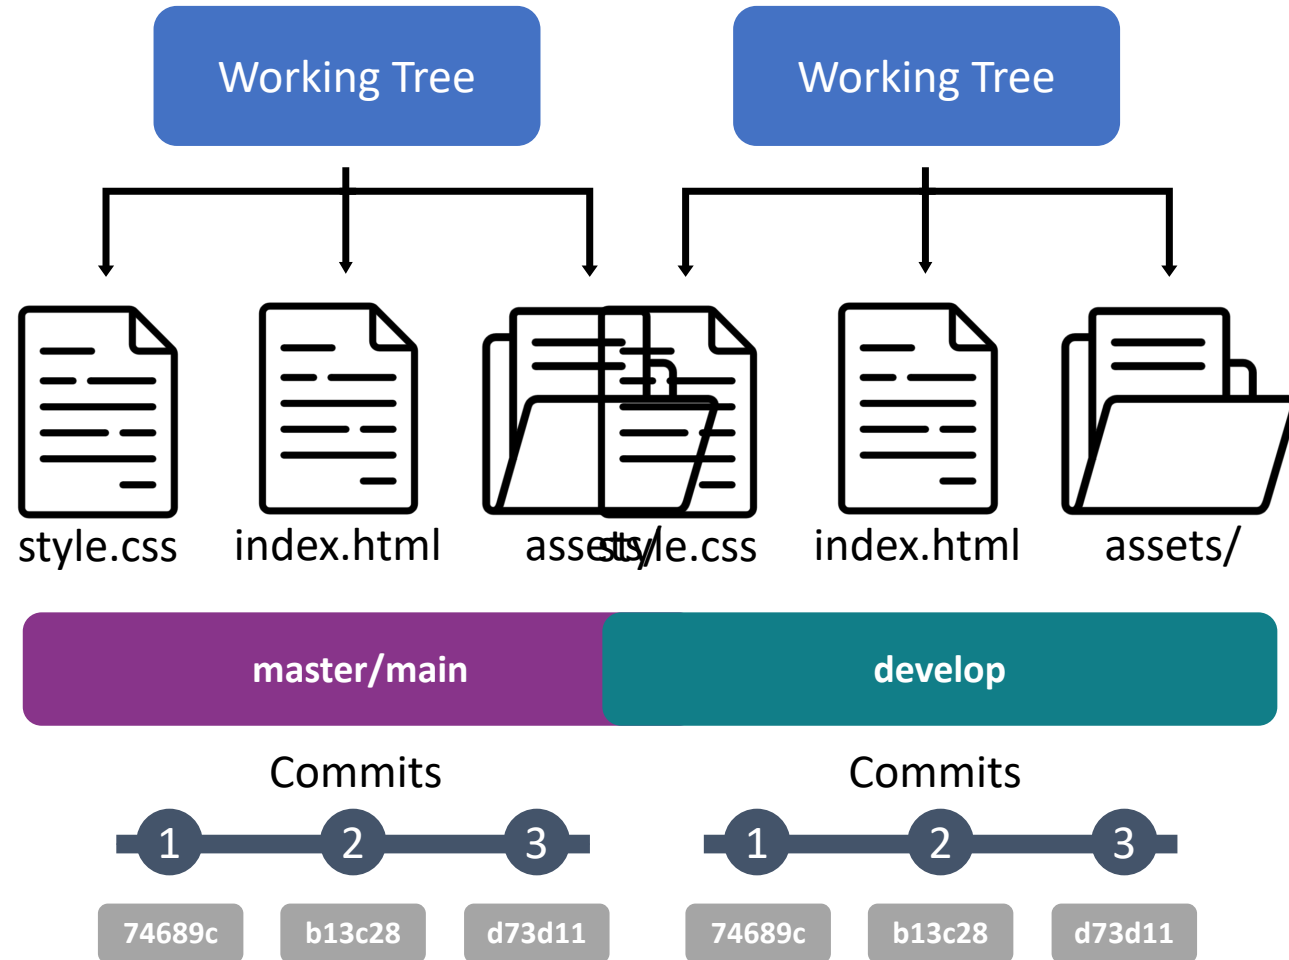 Working Tree
Working Tree
style.css
index.html
assets/
style.css
index.html
assets/
master/main
develop
Commits
Commits
1
2
3
1
2
3
74689c
b13c28
d73d11
74689c
b13c28
d73d11